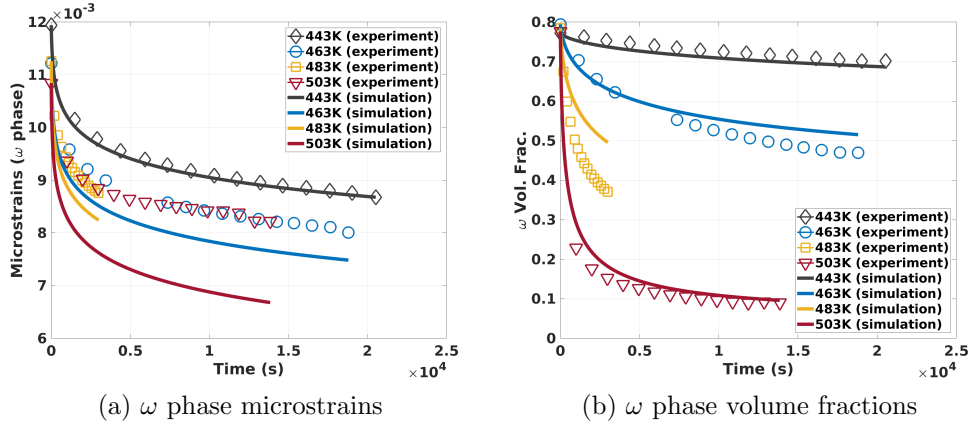 ×10⁻³
12
11
10
9
8
7
6
Microstrains (ω phase)
443K (experiment)
463K (experiment)
483K (experiment)
503K (experiment)
443K (simulation)
463K (simulation)
483K (simulation)
503K (simulation)
0 0.5 1 1.5 2 2.5
Time (s)
×10⁴
(a) ω phase microstrains
0.8
0.7
0.6
0.5
0.4
0.3
0.2
0.1
0
ω Vol. Frac.
443K (experiment)
463K (experiment)
483K (experiment)
503K (experiment)
443K (simulation)
463K (simulation)
483K (simulation)
503K (simulation)
0 0.5 1 1.5 2 2.5
Time (s)
×10⁴
(b) ω phase volume fractions